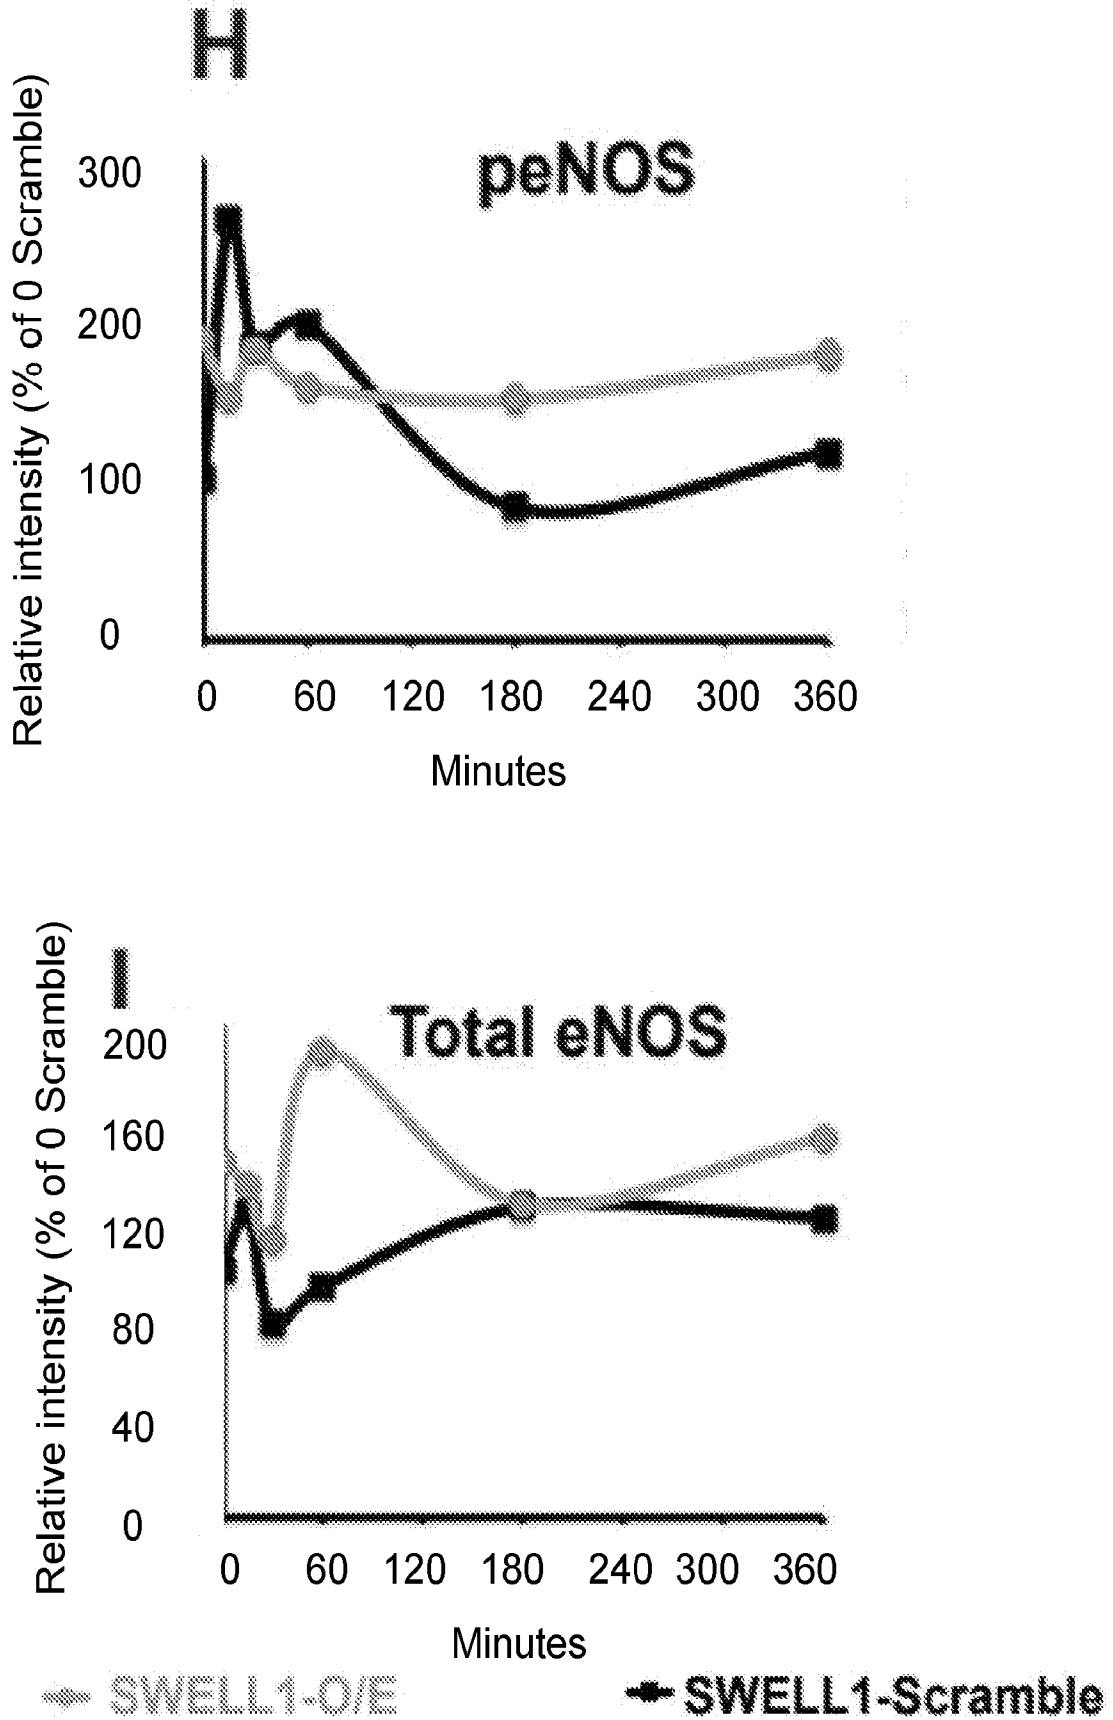 H
Relative intensity (% of 0 Scramble)
peNOS
300
200
100
0
0 60 120 180 240 300 360
Minutes
I
Relative intensity (% of 0 Scramble)
Total eNOS
200
160
120
80
40
0
0 60 120 180 240 300 360
Minutes
SWELL1-O/E SWELL1-Scramble